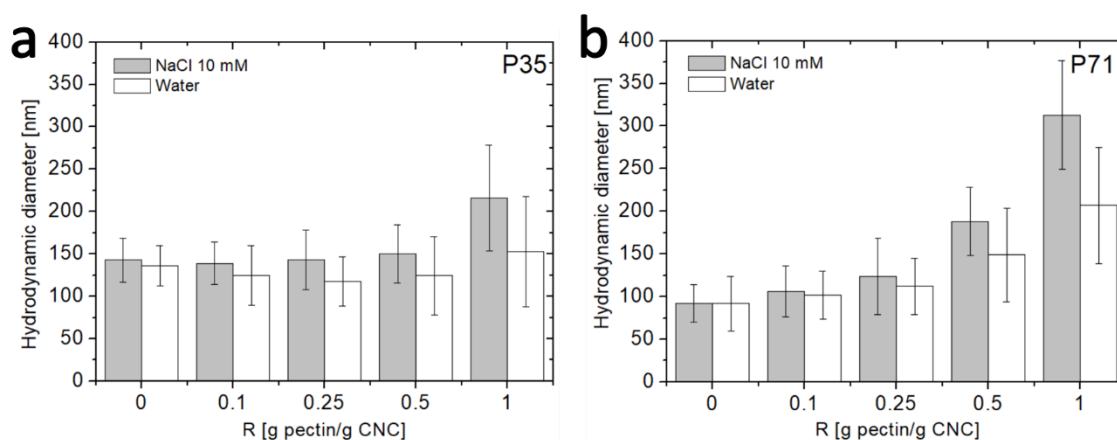 a
P35
NaCl 10 mM
Water
Hydrodynamic diameter [nm]
400
350
300
250
200
150
100
50
0
0 0.1 0.25 0.5 1
R [g pectin/g CNC]
b
P71
NaCl 10 mM
Water
Hydrodynamic diameter [nm]
400
350
300
250
200
150
100
50
0
0 0.1 0.25 0.5 1
R [g pectin/g CNC]